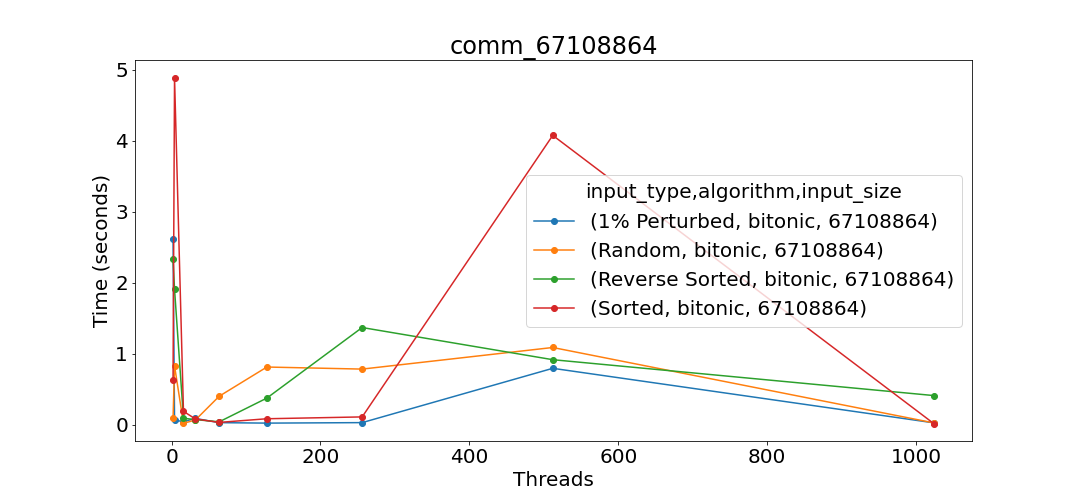 comm_67108864
Time (seconds)
5
4
3
2
1
0
input_type,algorithm,input_size
(1% Perturbed, bitonic, 67108864)
(Random, bitonic, 67108864)
(Reverse Sorted, bitonic, 67108864)
(Sorted, bitonic, 67108864)
0 200 400 600 800 1000
Threads